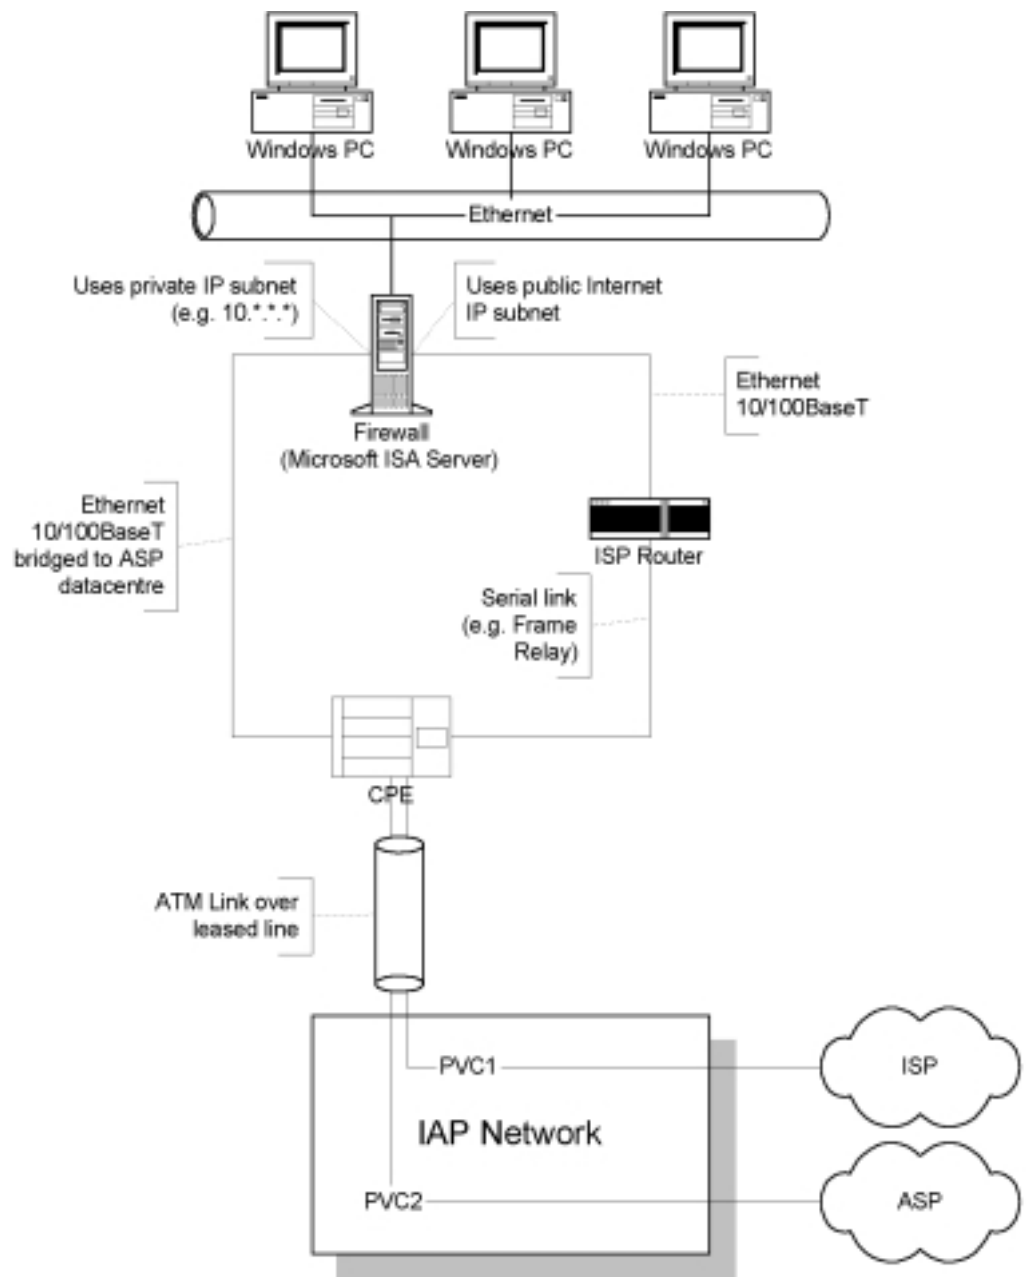 Windows PC
Windows PC
Windows PC
Ethernet
Uses private IP subnet
(e.g. 10.*.*.*)
Uses public Internet
IP subnet
Ethernet
10/100BaseT
Firewall
(Microsoft ISA Server)
Ethernet
10/100BaseT
bridged to ASP
datacentre
ISP Router
Serial link
(e.g. Frame
Relay)
CPE
ATM Link over
leased line
PVC1
ISP
IAP Network
PVC2
ASP